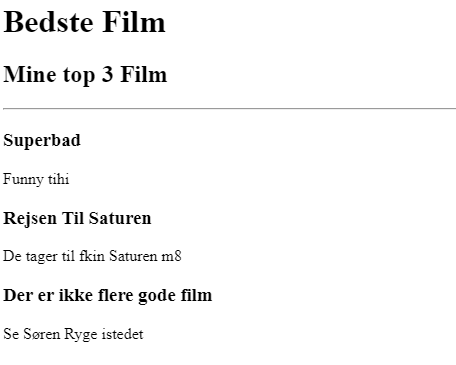 Bedste Film
Mine top 3 Film
Superbad
Funny tihi
Rejsen Til Saturen
De tager til fkin Saturen m8
Der er ikke flere gode film
Se Søren Ryge istedet